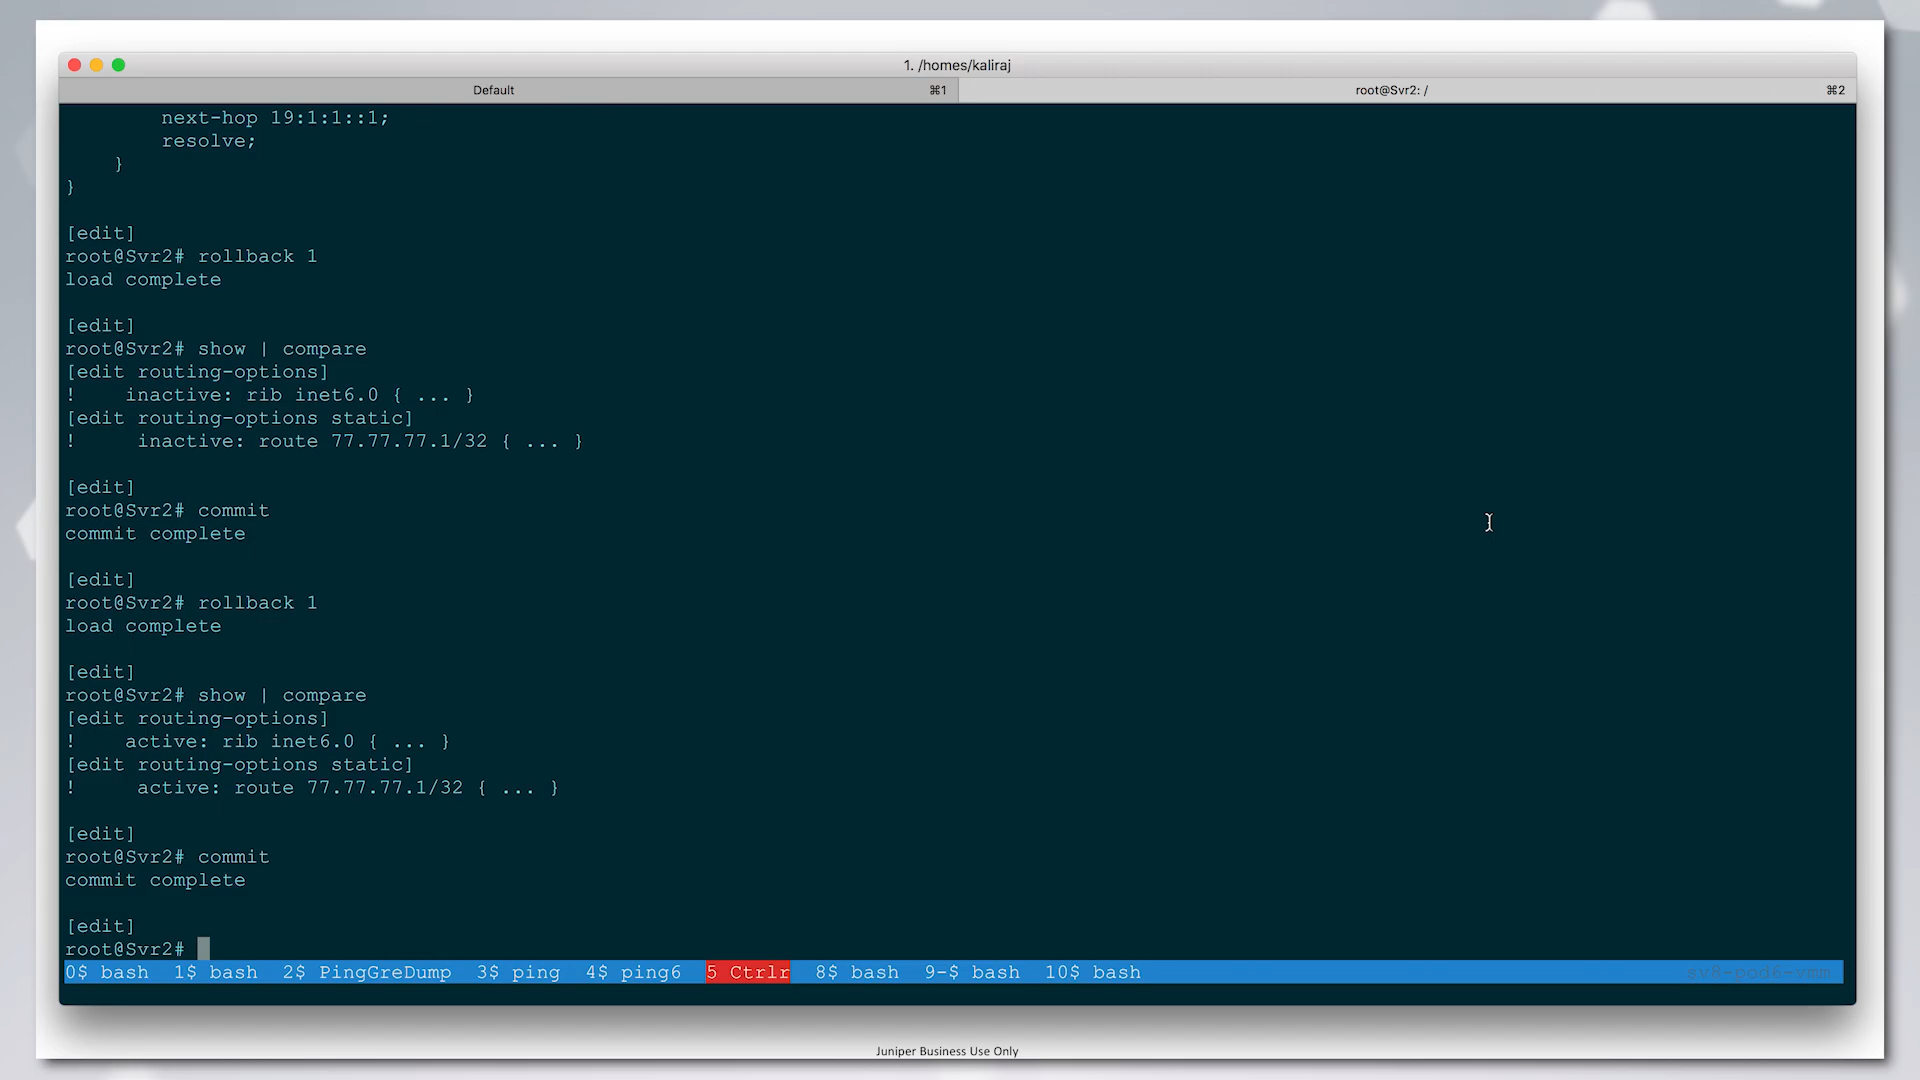 1. /homes/kaliraj
Default ⌘1 root@Svr2: / ⌘2
next-hop 19:1:1::1;
resolve;
}
}
[edit]
root@Svr2# rollback 1
load complete
[edit]
root@Svr2# show | compare
[edit routing-options]
! inactive: rib inet6.0 { ... }
[edit routing-options static]
! inactive: route 77.77.77.1/32 { ... }
[edit]
root@Svr2# commit
commit complete
[edit]
root@Svr2# rollback 1
load complete
[edit]
root@Svr2# show | compare
[edit routing-options]
! active: rib inet6.0 { ... }
[edit routing-options static]
! active: route 77.77.77.1/32 { ... }
[edit]
root@Svr2# commit
commit complete
[edit]
root@Svr2#
0$ bash 1$ bash 2$ PingGreDump 3$ ping 4$ ping6 5 Ctrlr 8$ bash 9-$ bash 10$ bash sv8-pod6-vmm
Juniper Business Use Only